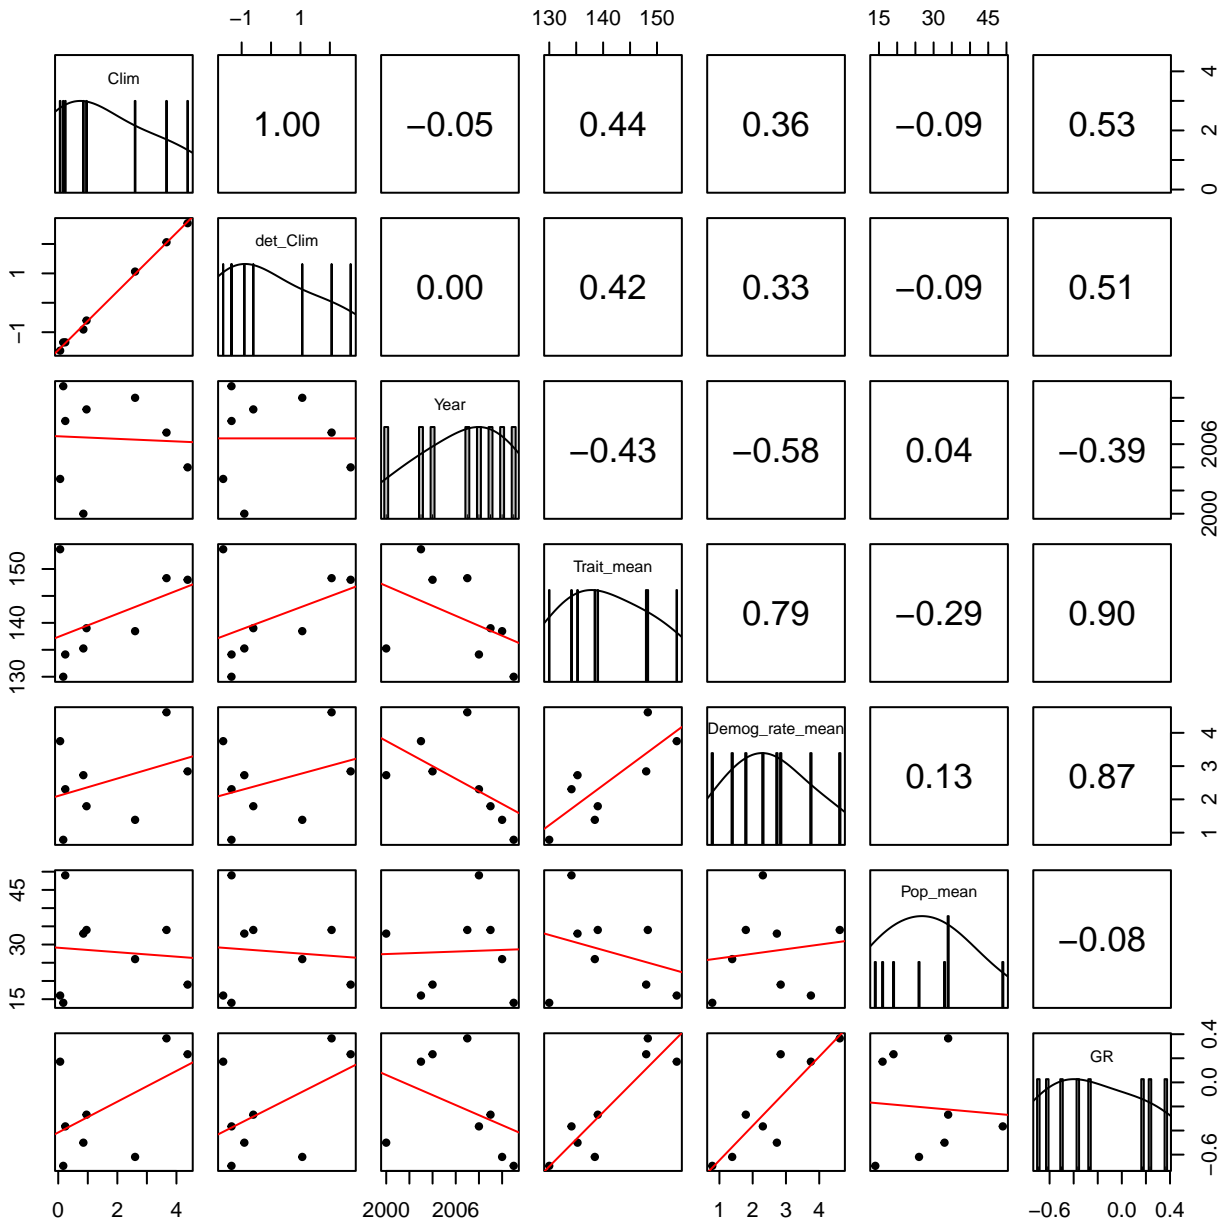 −1 1 130 140 150 15 30 45
Clim 1.00 −0.05 0.44 0.36 −0.09 0.53 0 2 4
−1 1 det_Clim 0.00 0.42 0.33 −0.09 0.51
Year −0.43 −0.58 0.04 −0.39 2000 2006
130 140 150 Trait_mean 0.79 −0.29 0.90
Demog_rate_mean 0.13 0.87 1 2 3 4
15 30 45 Pop_mean −0.08
GR −0.6 0.0 0.4
0 2 4 2000 2006 1 2 3 4 −0.6 0.0 0.4